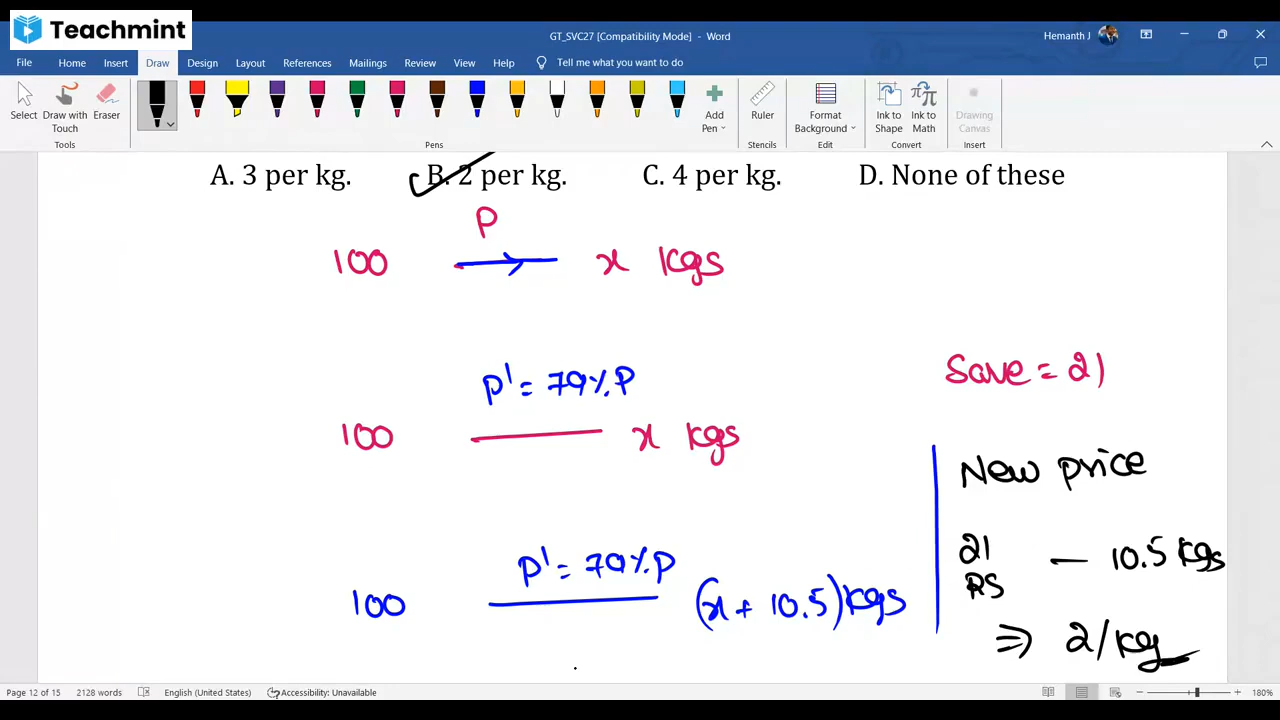 Teachmint
GT_SVC27 [Compatibility Mode] - Word
Hemanth J
File Home Insert Draw Design Layout References Mailings Review View Help Tell me what you want to do
Select Draw with Touch Eraser Add Pen Ruler Format Background Ink to Shape Ink to Math Drawing Canvas
Tools Pens Stencils Edit Convert Insert
A. 3 per kg. B. 2 per kg. C. 4 per kg. D. None of these
P
100 x kgs
P' = 79%.P
100 x kgs
Save = 21
New price
21 RS — 10.5 kgs
⇒ 2/kg
P' = 79%.P
100 (x + 10.5) kgs
Page 12 of 15 2128 words English (United States) Accessibility: Unavailable 180%